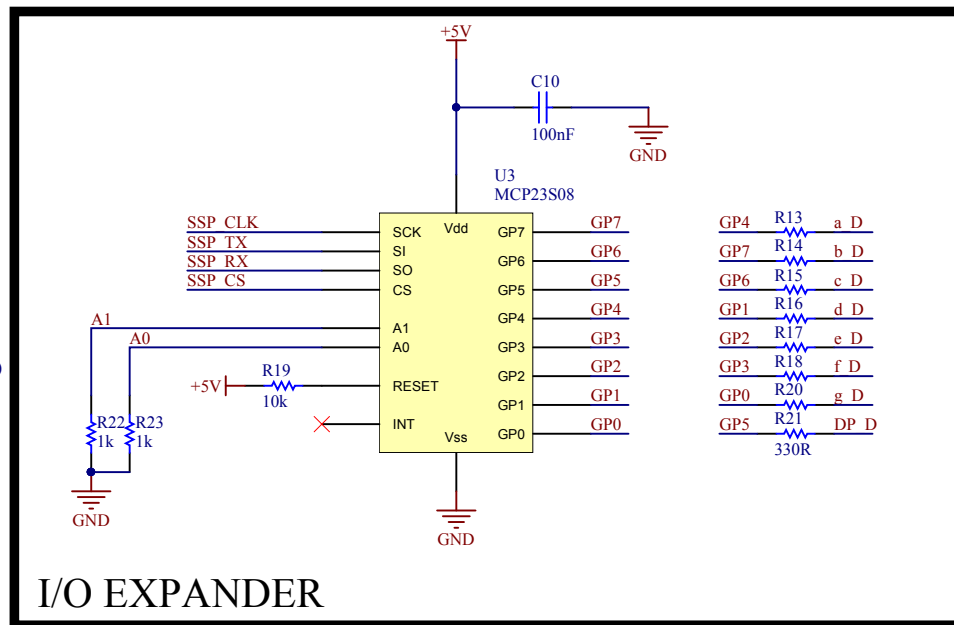 +5V
C10
100nF
GND
U3
MCP23S08
Vdd
SSP_CLK
SSP_TX
SSP_RX
SSP_CS
SCK
SI
SO
CS
A1
A0
RESET
INT
Vss
A1
A0
+5V
R19
10k
R22
1k
R23
1k
GND
GND
GP7
GP6
GP5
GP4
GP3
GP2
GP1
GP0
GP7
GP6
GP5
GP4
GP3
GP2
GP1
GP0
GP4 R13 a_D
GP7 R14 b_D
GP6 R15 c_D
GP1 R16 d_D
GP2 R17 e_D
GP3 R18 f_D
GP0 R20 g_D
GP5 R21 DP_D
330R
I/O EXPANDER